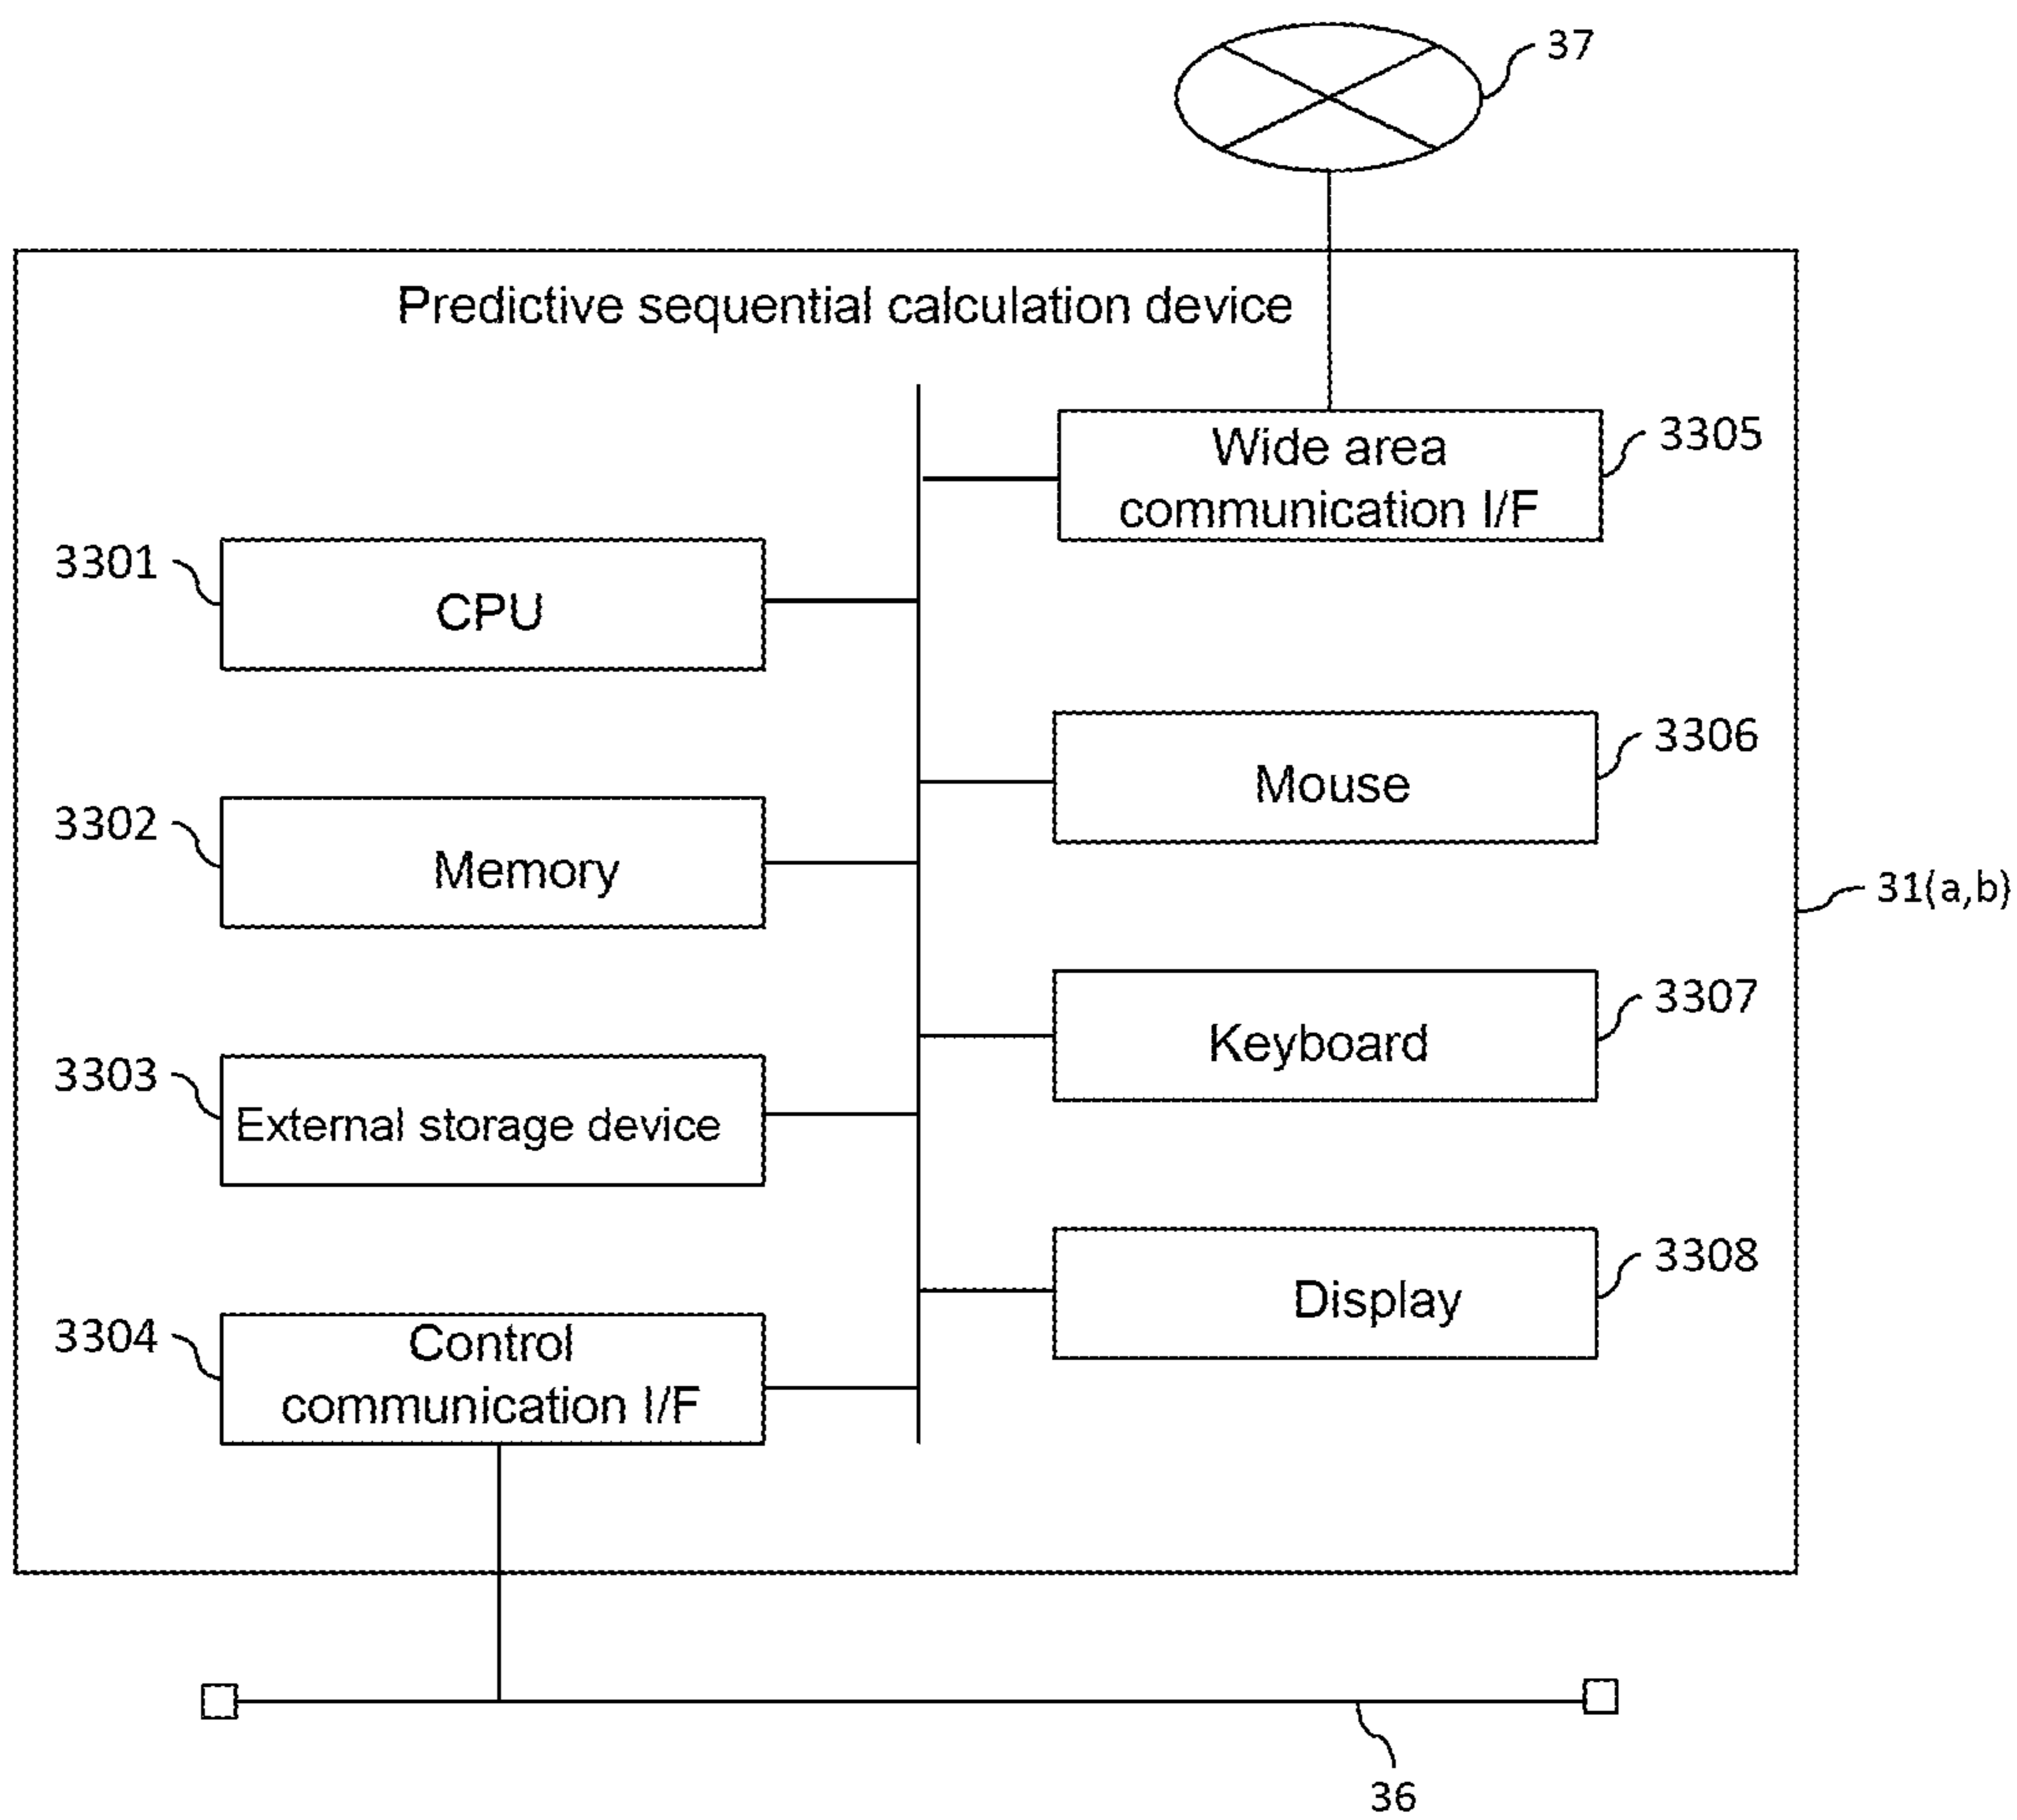 37
Predictive sequential calculation device
Wide area
communication I/F
3305
3301
CPU
3306
Mouse
3302
Memory
31(a,b)
3307
Keyboard
3303
External storage device
3308
Display
3304
Control
communication I/F
36